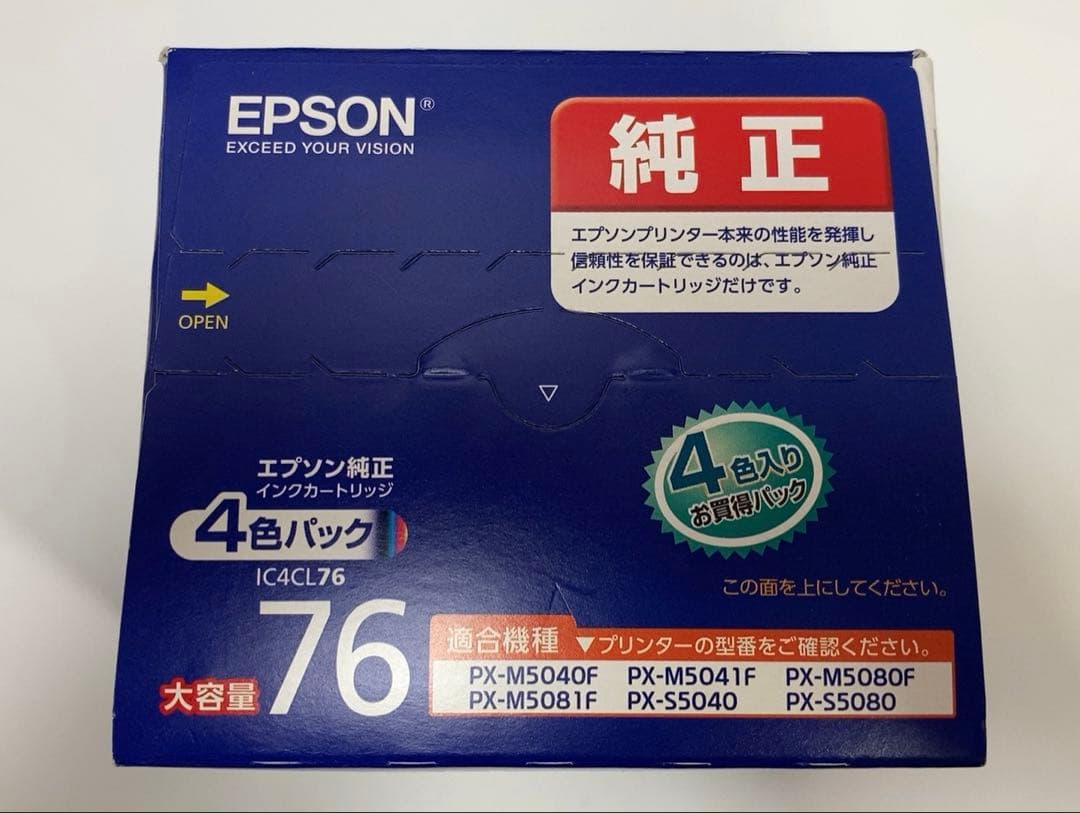 EPSON®
EXCEED YOUR VISION
純正
エプソンプリンター本来の性能を発揮し
信頼性を保証できるのは、エプソン純正
インクカートリッジだけです。
OPEN
4色入り
お買得パック
エプソン純正
インクカートリッジ
4色パック
IC4CL76
76
大容量
この面を上にしてください。
適合機種 ▼プリンターの型番をご確認ください。
PX-M5040F PX-M5041F PX-M5080F
PX-M5081F PX-S5040 PX-S5080